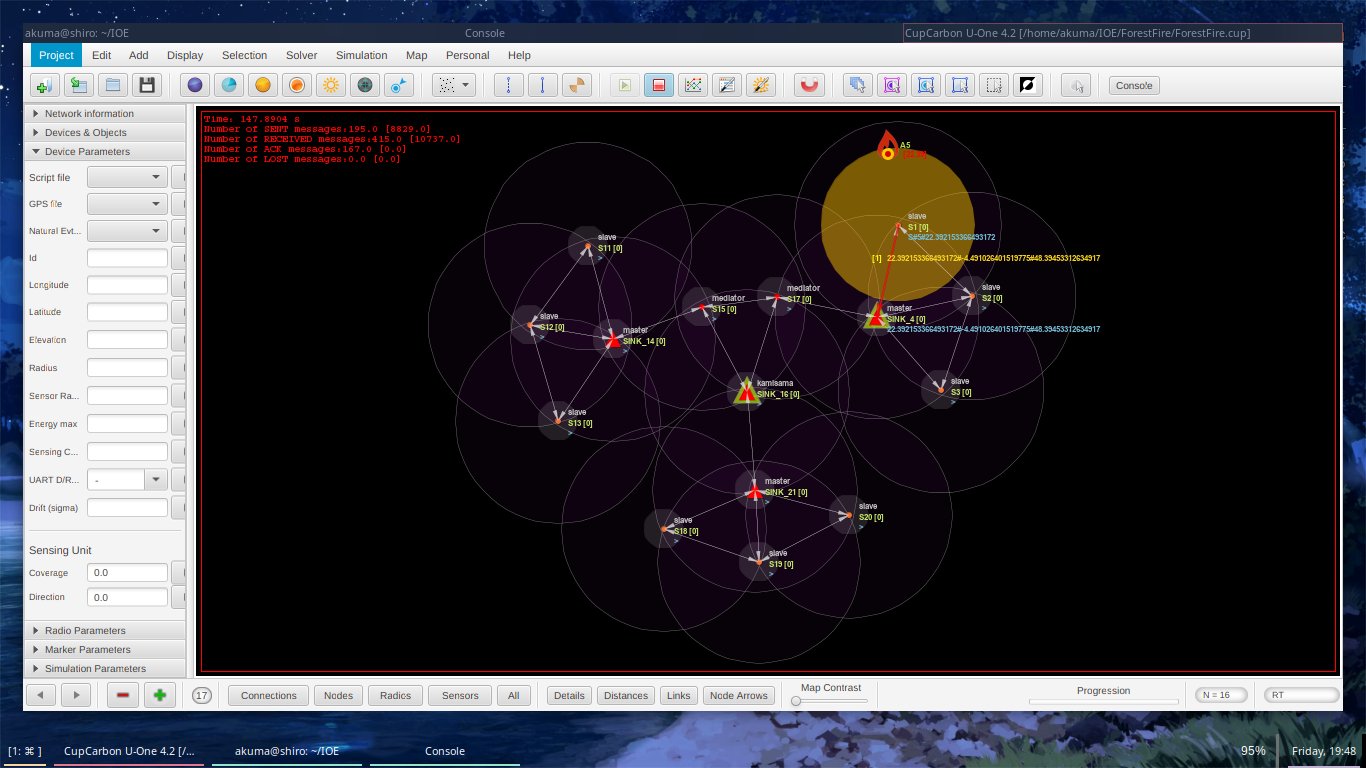 akuma@shiro: ~/IOE
Console
CupCarbon U-One 4.2 [/home/akuma/IOE/ForestFire/ForestFire.cup]
Project Edit Add Display Selection Solver Simulation Map Personal Help
Console
Network information
Devices & Objects
Device Parameters
Script file
GPS file
Natural Evt...
Id
Longitude
Latitude
Elevation
Radius
Sensor Ra...
Energy max
Sensing C...
UART D/R... -
Drift (sigma)
Sensing Unit
Coverage 0.0
Direction 0.0
Radio Parameters
Marker Parameters
Simulation Parameters
Time: 147.8904 s
Number of SENT messages:195.0 [8829.0]
Number of RECEIVED messages:415.0 [10737.0]
Number of ACK messages:167.0 [0.0]
Number of LOST messages:0.0 [0.0]
A5
slave
S1 [0]
S#5#22.392153366493172
[1] 22.392153366493172#-4.491026401519775#48.39453312634917
slave
S11 [0]
>
slave
S2 [0]
>
mediator
S17 [0]
>
mediator
S15 [0]
>
master
SINK_4 [0]
22.392153366493172#-4.491026401519775#48.39453312634917
slave
S12 [0]
>
master
SINK_14 [0]
>
kamisama
SINK_16 [0]
>
slave
S3 [0]
>
slave
S13 [0]
>
master
SINK_21 [0]
>
slave
S20 [0]
>
slave
S18 [0]
>
slave
S19 [0]
>
17 Connections Nodes Radios Sensors All Details Distances Links Node Arrows Map Contrast Progression N = 16 RT
[1: ⌘ ] CupCarbon U-One 4.2 [/... akuma@shiro: ~/IOE Console 95% Friday, 19:48